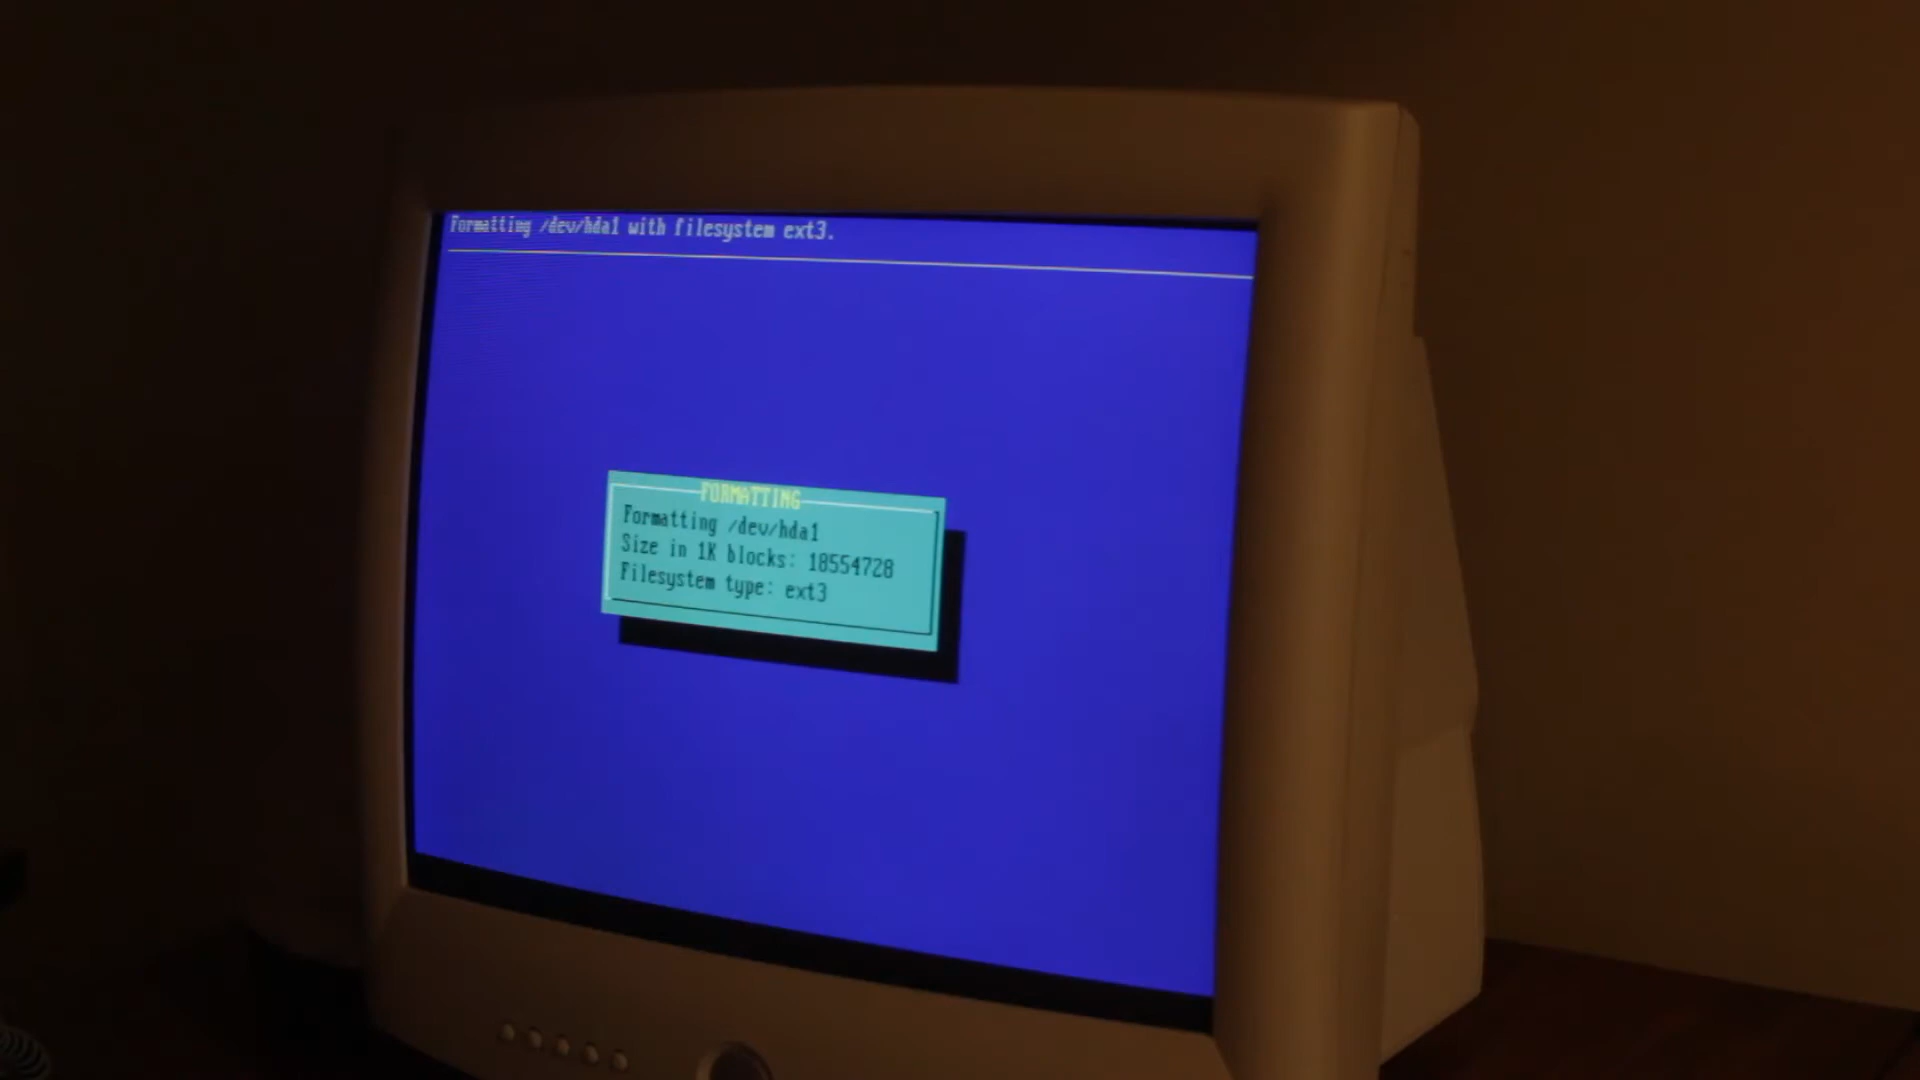 Formatting /dev/hda1 with filesystem ext3.
FORMATTING
Formatting /dev/hda1
Size in 1K blocks: 18554728
Filesystem type: ext3